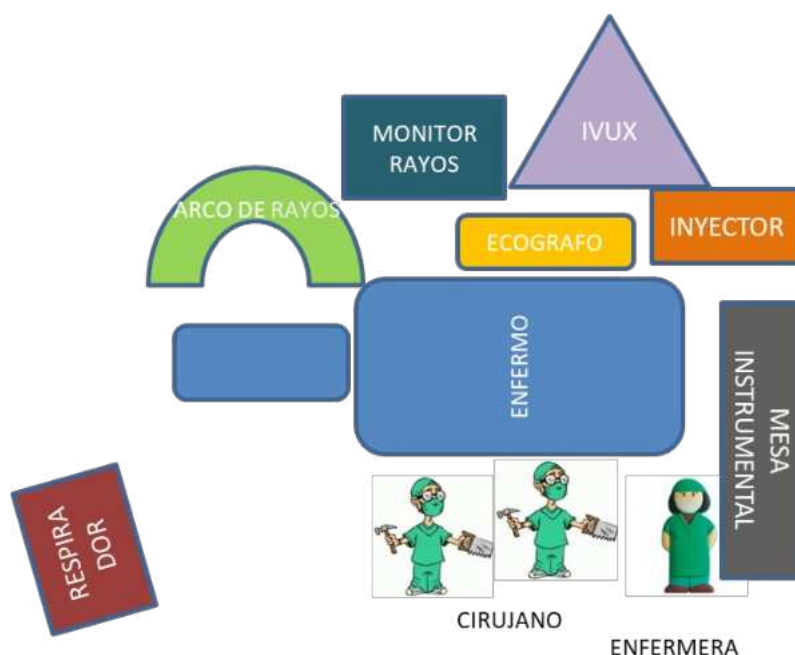 MONITOR
RAYOS
IVUX
ARCO DE RAYOS
ECOGRAFO
INYECTOR
ENFERMO
MESA
INSTRUMENTAL
RESPIRA
DOR
CIRUJANO
ENFERMERA